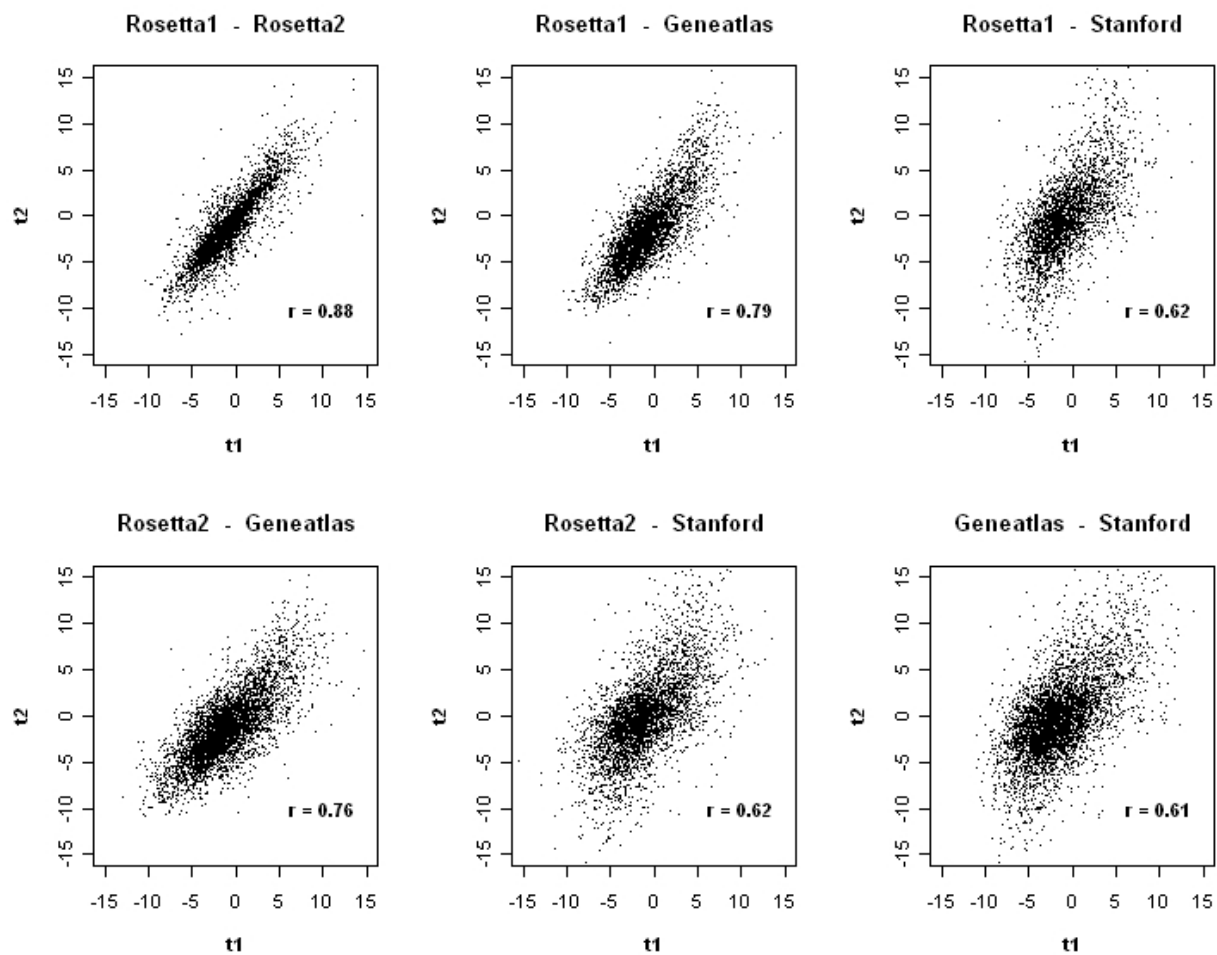 Rosetta1 - Rosetta2
t2
15
10
5
0
-5
-10
-15
r = 0.88
-15 -10 -5 0 5 10 15
t1
Rosetta1 - Geneatlas
t2
15
10
5
0
-5
-10
-15
r = 0.79
-15 -10 -5 0 5 10 15
t1
Rosetta1 - Stanford
t2
15
10
5
0
-5
-10
-15
r = 0.62
-15 -10 -5 0 5 10 15
t1
Rosetta2 - Geneatlas
t2
15
10
5
0
-5
-10
-15
r = 0.76
-15 -10 -5 0 5 10 15
t1
Rosetta2 - Stanford
t2
15
10
5
0
-5
-10
-15
r = 0.62
-15 -10 -5 0 5 10 15
t1
Geneatlas - Stanford
t2
15
10
5
0
-5
-10
-15
r = 0.61
-15 -10 -5 0 5 10 15
t1